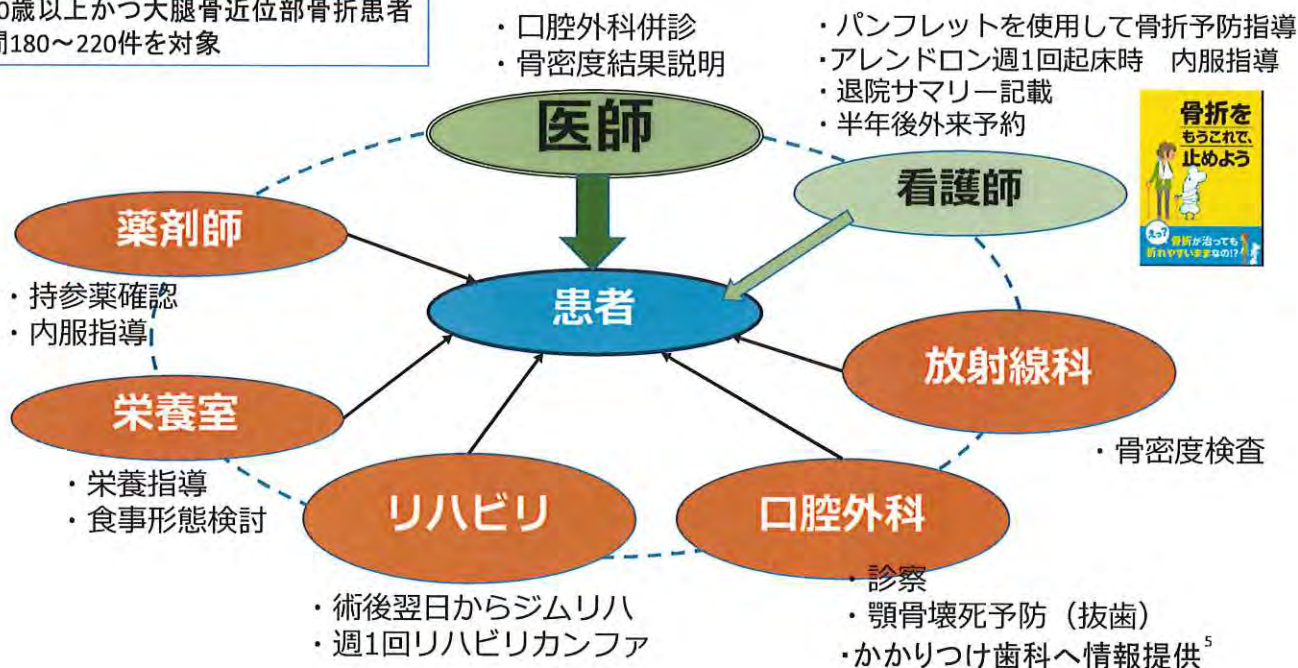 0歳以上かつ大腿骨近位部骨折患者
間180～220件を対象
・口腔外科併診
・骨密度結果説明
・パンフレットを使用して骨折予防指導
・アレンドロン週1回起床時　内服指導
・退院サマリー記載
・半年後外来予約
医師
骨折を
もうこれで、
止めよう
えっ?
骨折が治っても
折れやすいままなの!?
看護師
薬剤師
・持参薬確認
・内服指導
患者
放射線科
・骨密度検査
栄養室
・栄養指導
・食事形態検討
リハビリ
・術後翌日からジムリハ
・週1回リハビリカンファ
口腔外科
・診察
・顎骨壊死予防（抜歯）
・かかりつけ歯科へ情報提供
5